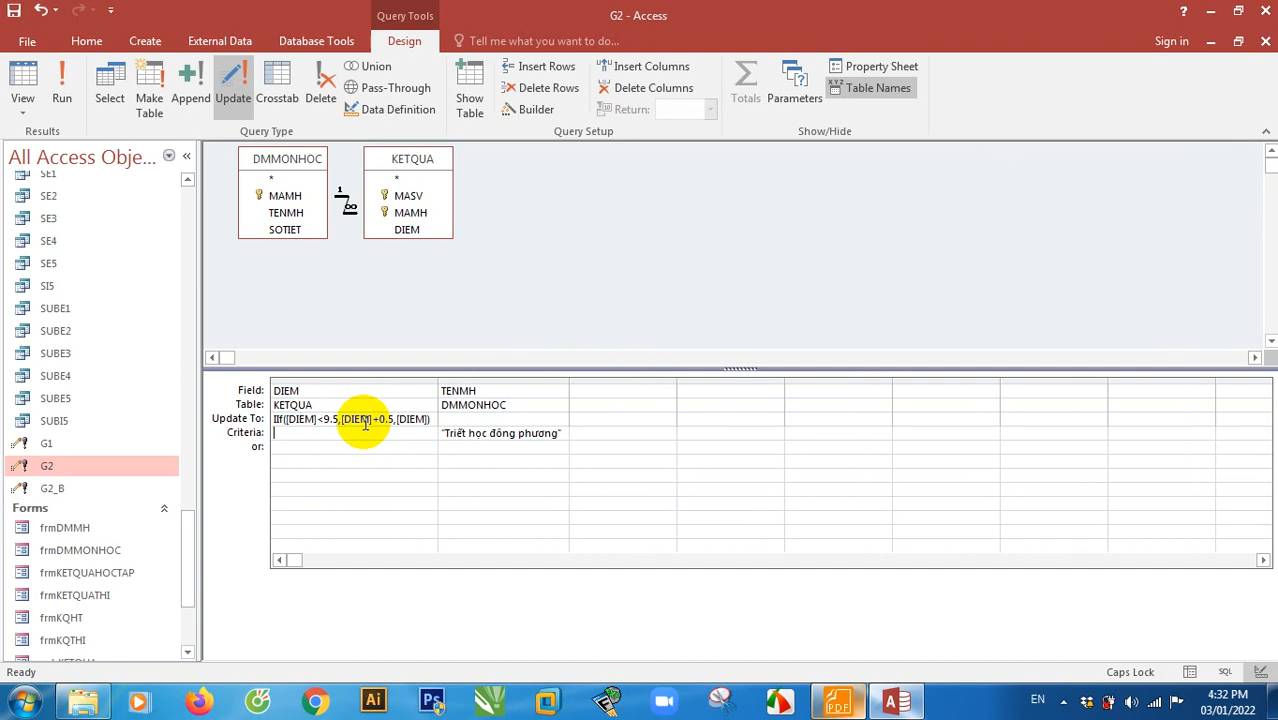 Query Tools
G2 - Access
?
File Home Create External Data Database Tools Design Tell me what you want to do... Sign in
View Run Select Make Table Append Update Crosstab Delete
Union
Pass-Through
Data Definition
Show Table
Insert Rows
Delete Rows
Builder
Insert Columns
Delete Columns
Return:
Totals Parameters
Property Sheet
XYZ Table Names
Results Query Type Query Setup Show/Hide
All Access Obje...
SE1
SE2
SE3
SE4
SE5
SI5
SUBE1
SUBE2
SUBE3
SUBE4
SUBE5
SUBI5
G1
G2
G2_B
Forms
frmDMMH
frmDMMONHOC
frmKETQUAHOCTAP
frmKETQUATHI
frmKQHT
frmKQTHI
DMMONHOC
*
MAMH
TENMH
SOTIET
1
∞
KETQUA
*
MASV
MAMH
DIEM
Field: DIEM TENMH
Table: KETQUA DMMONHOC
Update To: IIf([DIEM]<9.5,[DIEM]+0.5,[DIEM])
Criteria: "Triết học đông phương"
or:
Ready
Caps Lock
SQL
Ai
Ps
PDF
EN
4:32 PM
03/01/2022